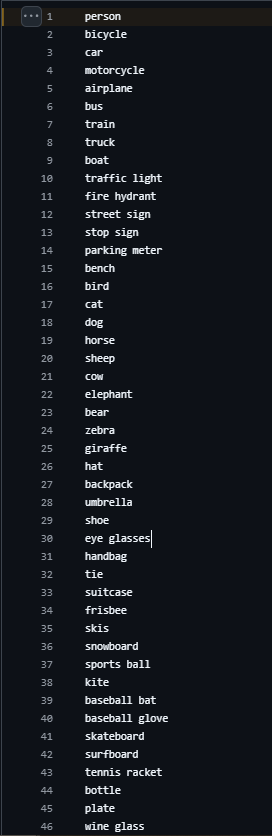 1 person
2 bicycle
3 car
4 motorcycle
5 airplane
6 bus
7 train
8 truck
9 boat
10 traffic light
11 fire hydrant
12 street sign
13 stop sign
14 parking meter
15 bench
16 bird
17 cat
18 dog
19 horse
20 sheep
21 cow
22 elephant
23 bear
24 zebra
25 giraffe
26 hat
27 backpack
28 umbrella
29 shoe
30 eye glasses
31 handbag
32 tie
33 suitcase
34 frisbee
35 skis
36 snowboard
37 sports ball
38 kite
39 baseball bat
40 baseball glove
41 skateboard
42 surfboard
43 tennis racket
44 bottle
45 plate
46 wine glass